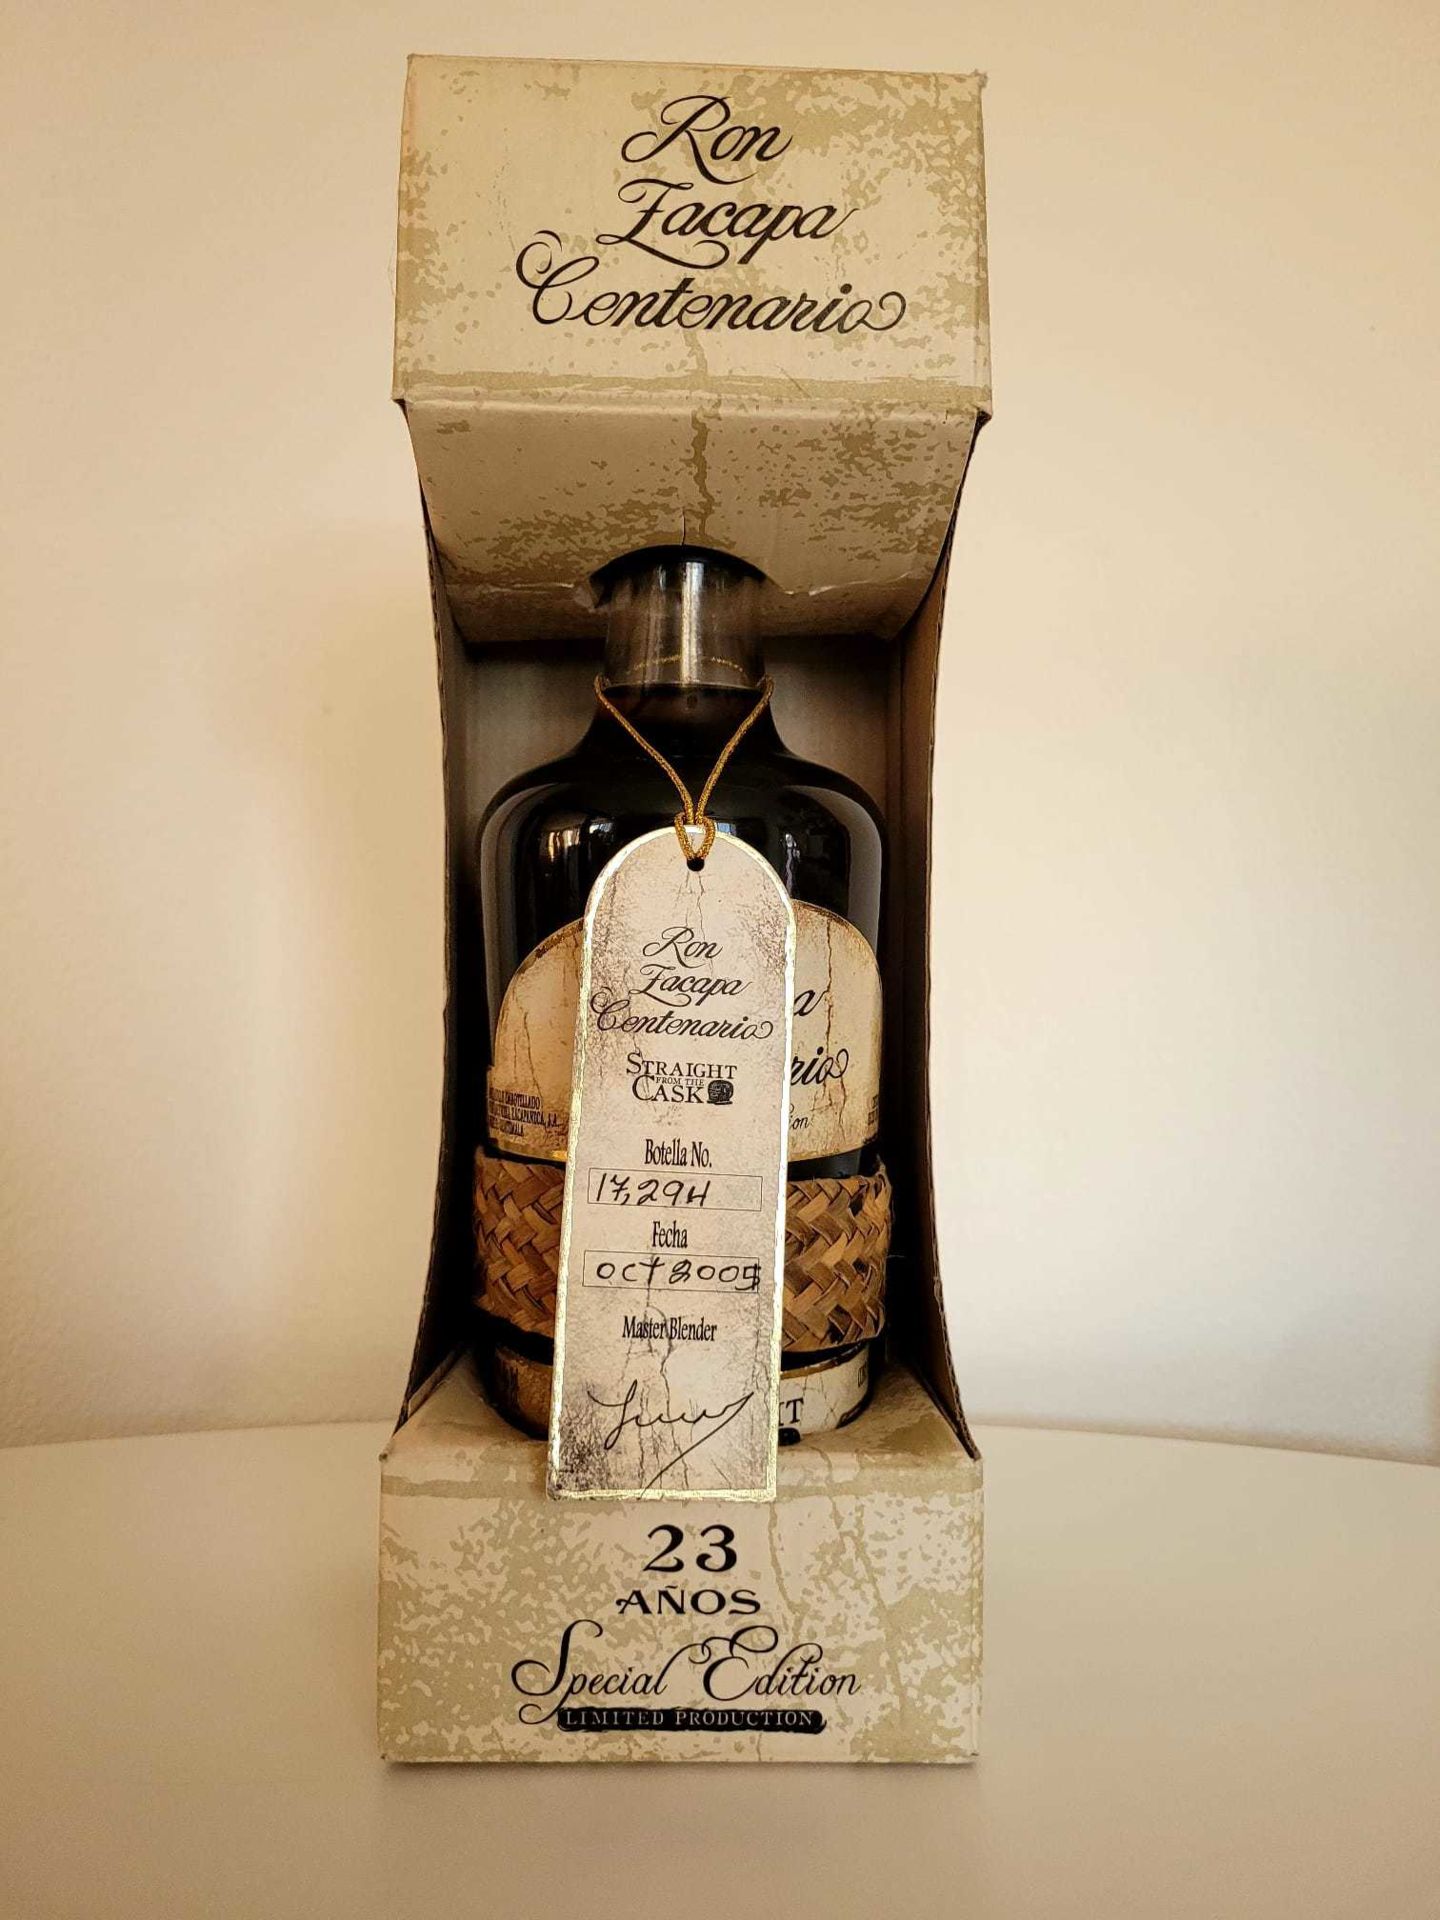 Ron
Zacapa
Centenario
Ron
Zacapa
Centenario
STRAIGHT
FROM THE
CASK
Botella No.
17,294
Fecha
OCT 2005
Master Blender
23
AÑOS
Special Edition
LIMITED PRODUCTION